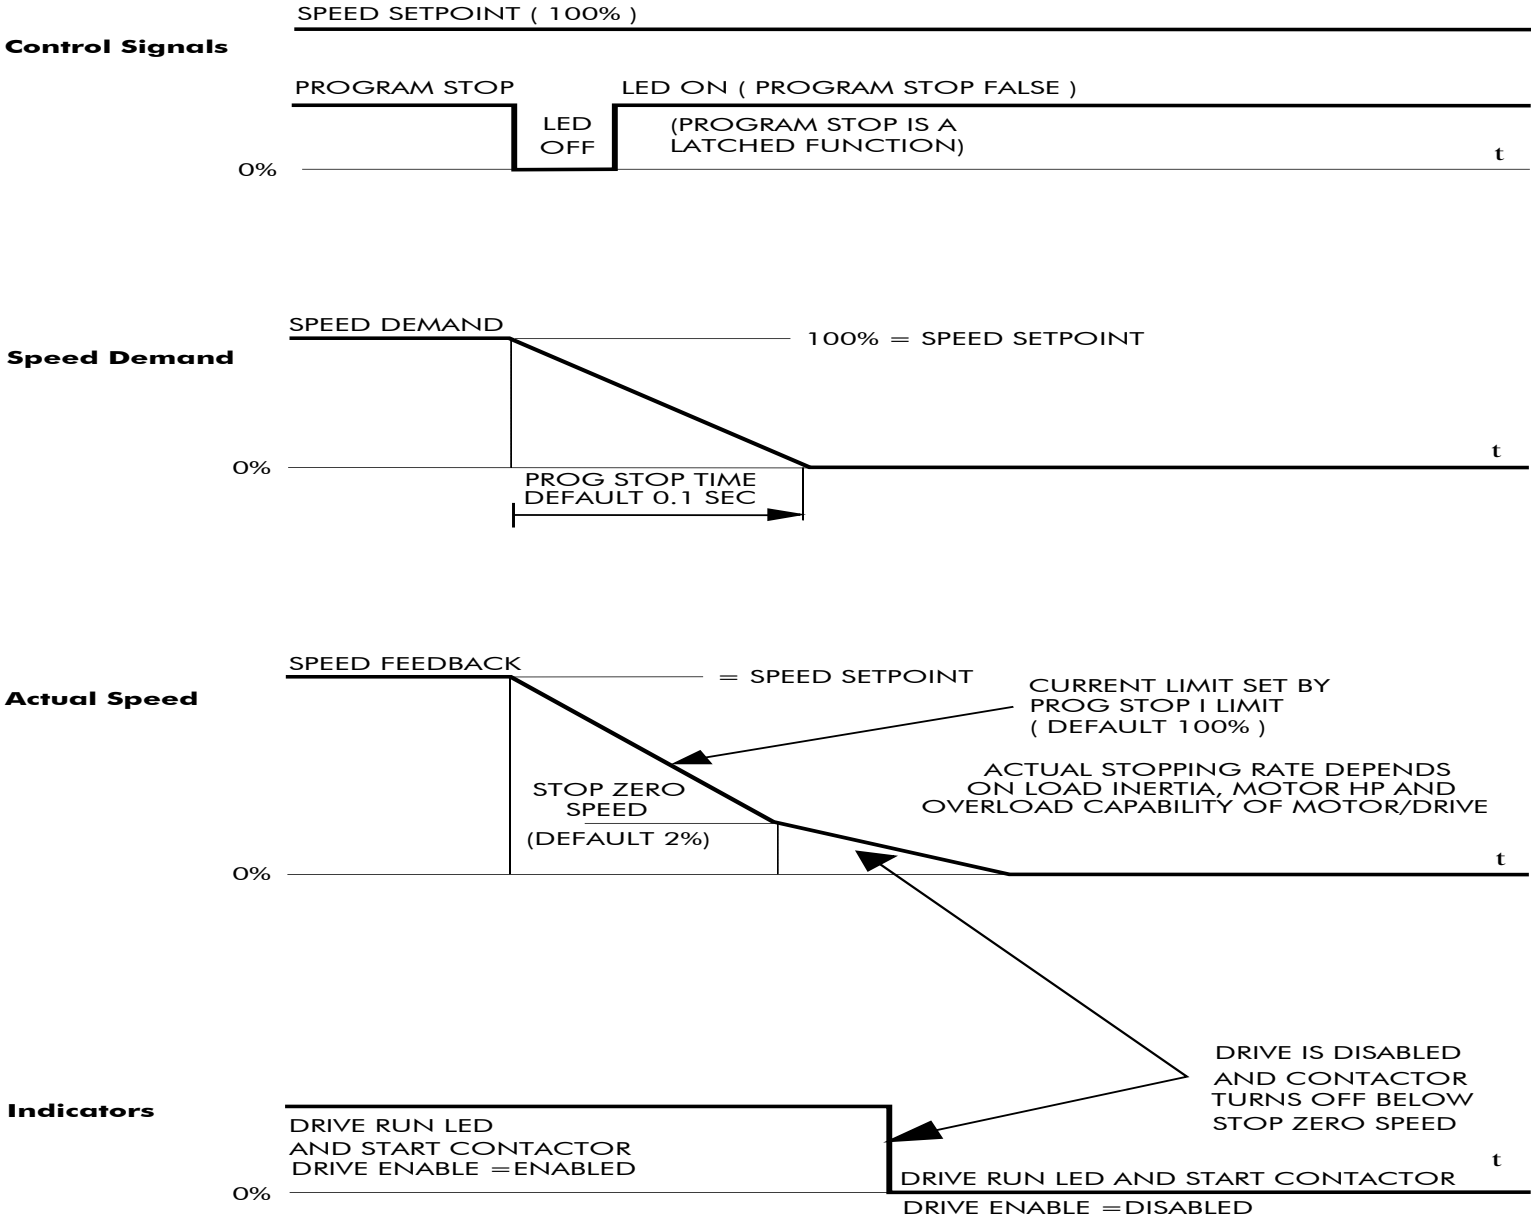 SPEED SETPOINT ( 100% )
Control Signals
PROGRAM STOP
LED ON ( PROGRAM STOP FALSE )
LED
OFF
(PROGRAM STOP IS A
LATCHED FUNCTION)
t
0%
SPEED DEMAND
Speed Demand
100% = SPEED SETPOINT
t
0%
PROG STOP TIME
DEFAULT 0.1 SEC
SPEED FEEDBACK
= SPEED SETPOINT
Actual Speed
CURRENT LIMIT SET BY
PROG STOP I LIMIT
( DEFAULT 100% )
ACTUAL STOPPING RATE DEPENDS
ON LOAD INERTIA, MOTOR HP AND
OVERLOAD CAPABILITY OF MOTOR/DRIVE
STOP ZERO
SPEED
(DEFAULT 2%)
t
0%
DRIVE IS DISABLED
AND CONTACTOR
TURNS OFF BELOW
STOP ZERO SPEED
Indicators
DRIVE RUN LED
AND START CONTACTOR
DRIVE ENABLE =ENABLED
t
DRIVE RUN LED AND START CONTACTOR
0%
DRIVE ENABLE =DISABLED